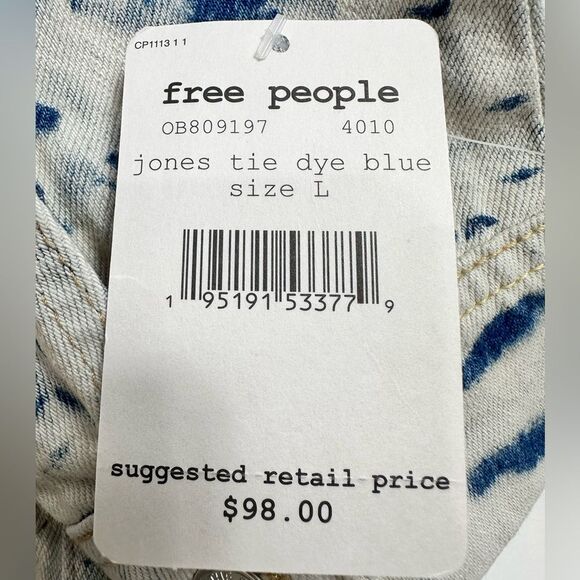 CP1113 1 1
free people
OB809197 4010
jones tie dye blue
size L
1 95191 53377 9
suggested retail price
$98.00